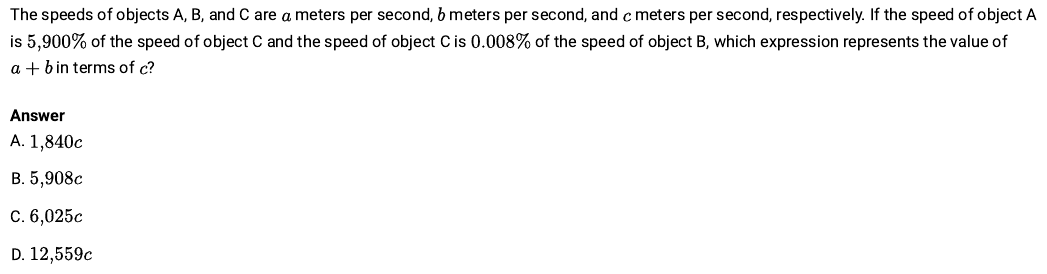 The speeds of objects A, B, and C are a meters per second, b meters per second, and c meters per second, respectively. If the speed of object A
is 5,900% of the speed of object C and the speed of object C is 0.008% of the speed of object B, which expression represents the value of
a + b in terms of c?
Answer
A. 1,840c
B. 5,908c
C. 6,025c
D. 12,559c